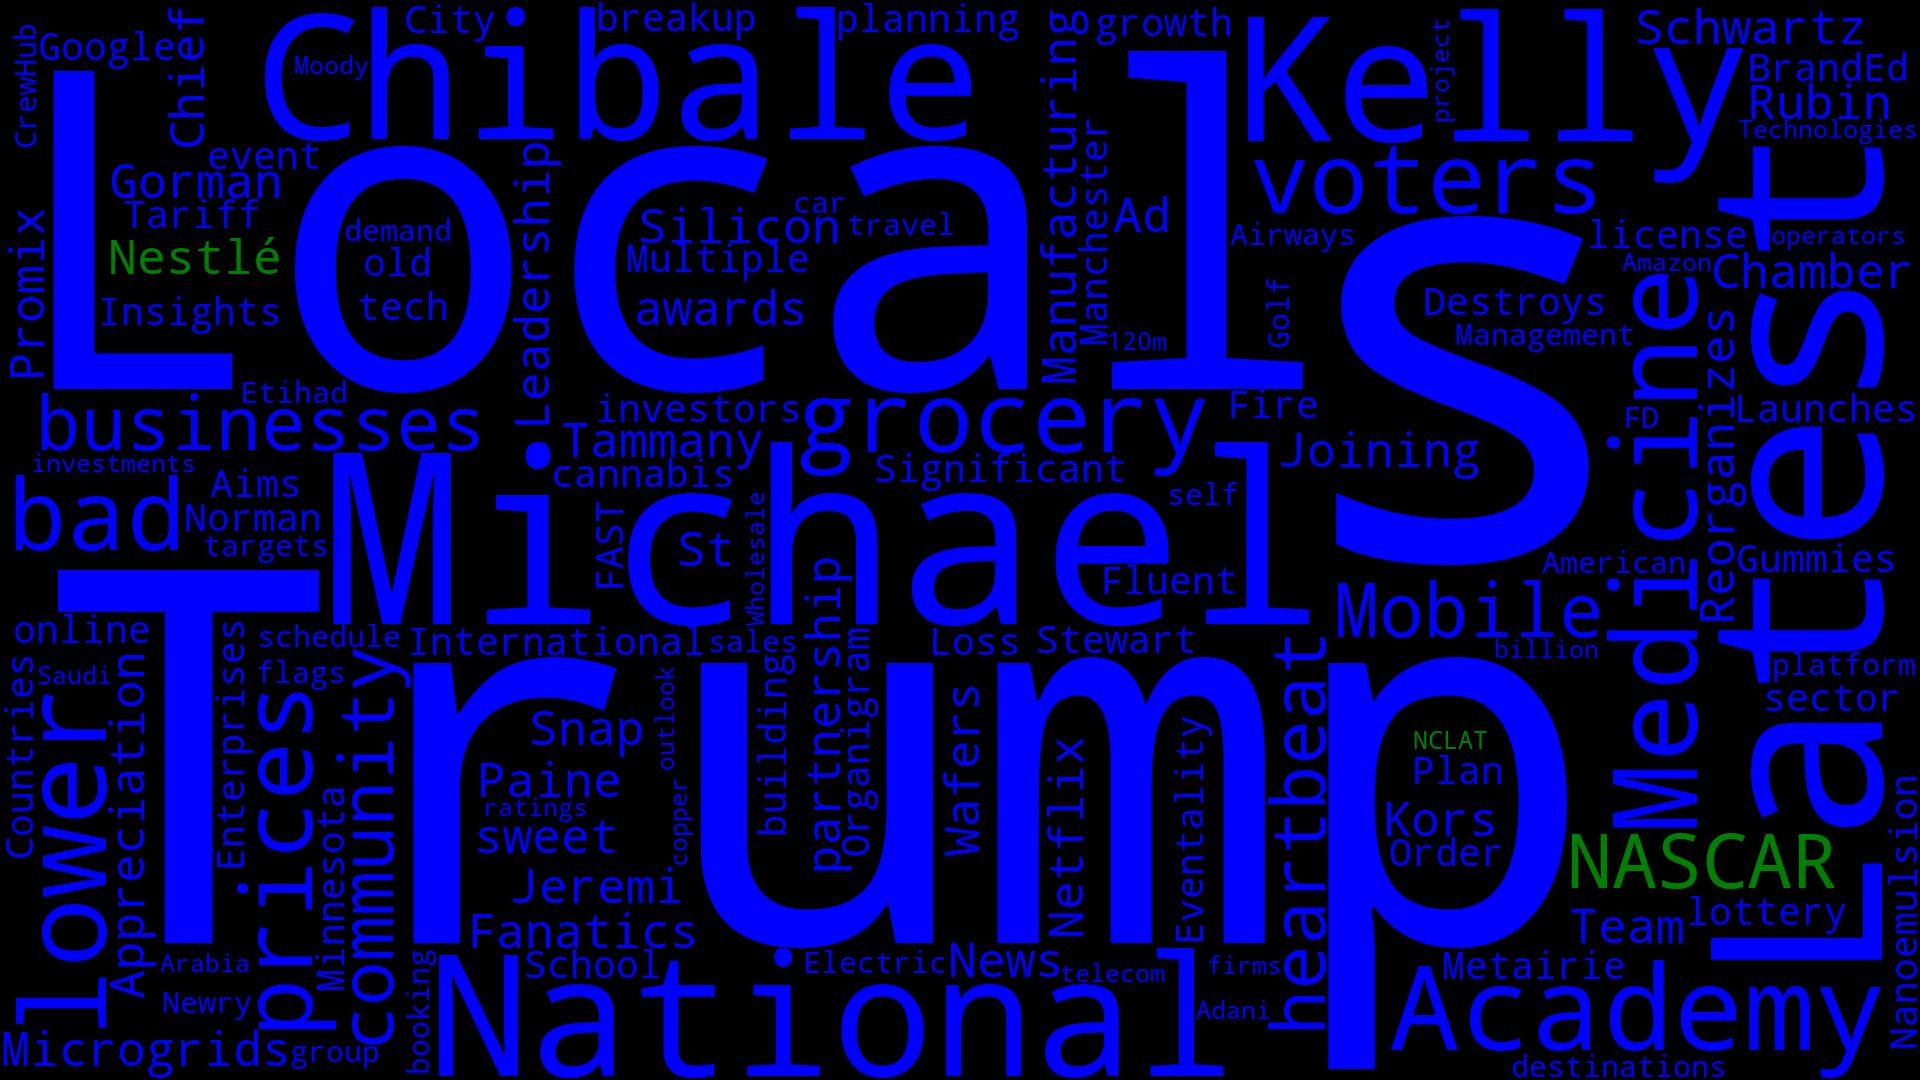 CrewHub
Google
chief
Chibale
Moody
City
breakup
planning
Manufacturing
growth
Kelly
project
Schwartz
BrandEd
Rubin
Technologies
Locals
event
Gorman
Tariff
Nestlé
Insights
Promix
demand
old
tech
Leadership
Silicon
car
travel
Multiple
awards
Manchester
Ad
120m
voters
Airways
Golf
license
operators
Amazon
Chamber
Destroys
Management
Latest
Medicine
Reorganizes
Launches
FD
Etihad
businesses
investments
investors
Tammany
cannabis
grocery
Significant
Fire
Joining
self
bad
Aims
Norman
targets
Michael
FAST
St
Wholesale
Fluent
American
Gummies
Mobile
billion
online
Saudi
Countries
lower
Appreciation
Enterprises
schedule
flags
prices
Minnesota
community
International
sales
Loss
Stewart
partnership
Organigram
building
heartbeat
platform
sector
Trump
Snap
outlook
Paine
ratings
sweet
copper
Jeremi
Fanatics
Wafers
Netflix
Eventuality
NCLAT
Plan
Kors
Order
NASCAR
Team
lottery
Nanoemulsion
Arabia
Newry
Microgrids
group
booking
School
National
Electric
News
telecom
firms
Adani
Metairie
Academy
destinations